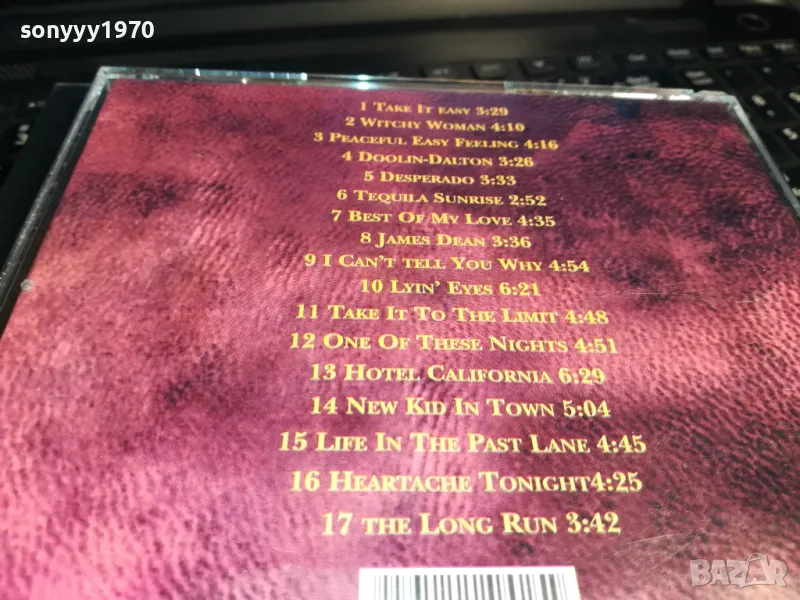 sonyyy1970
1 Take It easy 3:29
2 Witchy Woman 4:10
3 Peaceful Easy Feeling 4:16
4 Doolin-Dalton 3:26
5 Desperado 3:33
6 Tequila Sunrise 2:52
7 Best Of My Love 4:35
8 James Dean 3:36
9 I Can't tell You Why 4:54
10 Lyin' Eyes 6:21
11 Take It To The Limit 4:48
12 One Of These Nights 4:51
13 Hotel California 6:29
14 New Kid In Town 5:04
15 Life In The Past Lane 4:45
16 Heartache Tonight4:25
17 the Long Run 3:42
BAZAR